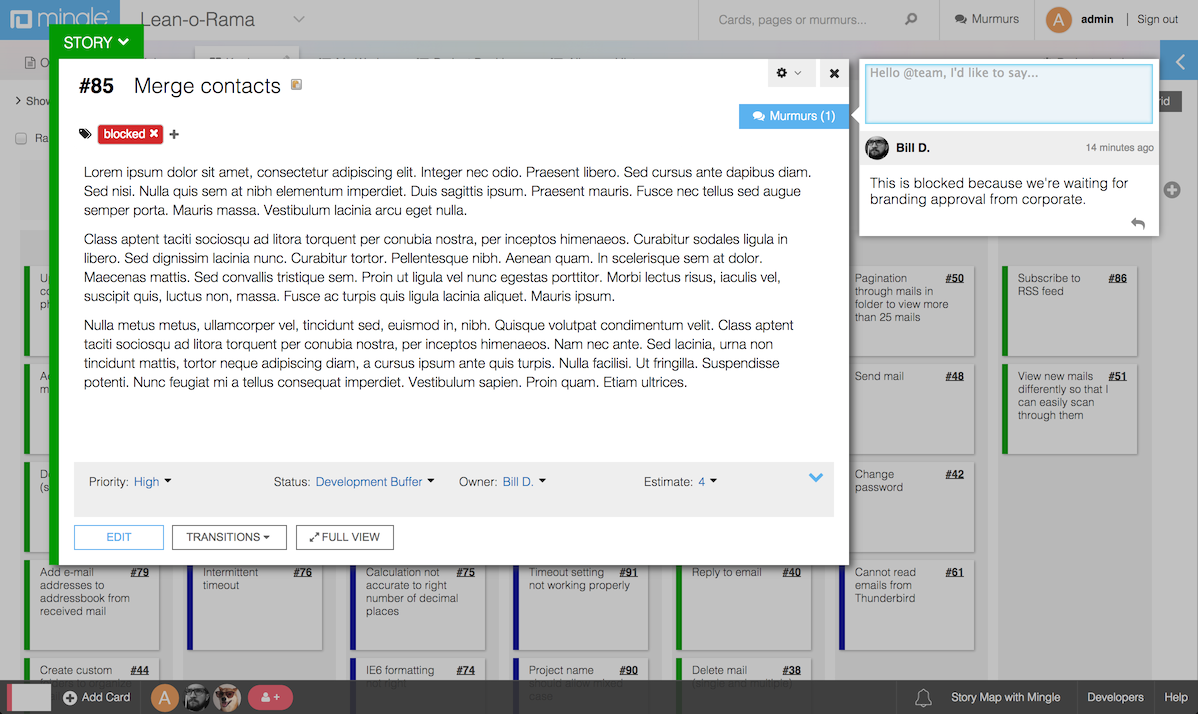 mingle
Lean-o-Rama
Cards, pages or murmurs...
Murmurs
A
admin
Sign out
STORY
#85 Merge contacts
blocked
Murmurs (1)
Lorem ipsum dolor sit amet, consectetur adipiscing elit. Integer nec odio. Praesent libero. Sed cursus ante dapibus diam.
Sed nisi. Nulla quis sem at nibh elementum imperdiet. Duis sagittis ipsum. Praesent mauris. Fusce nec tellus sed augue
semper porta. Mauris massa. Vestibulum lacinia arcu eget nulla.
Class aptent taciti sociosqu ad litora torquent per conubia nostra, per inceptos himenaeos. Curabitur sodales ligula in
libero. Sed dignissim lacinia nunc. Curabitur tortor. Pellentesque nibh. Aenean quam. In scelerisque sem at dolor.
Maecenas mattis. Sed convallis tristique sem. Proin ut ligula vel nunc egestas porttitor. Morbi lectus risus, iaculis vel,
suscipit quis, luctus non, massa. Fusce ac turpis quis ligula lacinia aliquet. Mauris ipsum.
Nulla metus metus, ullamcorper vel, tincidunt sed, euismod in, nibh. Quisque volutpat condimentum velit. Class aptent
taciti sociosqu ad litora torquent per conubia nostra, per inceptos himenaeos. Nam nec ante. Sed lacinia, urna non
tincidunt mattis, tortor neque adipiscing diam, a cursus ipsum ante quis turpis. Nulla facilisi. Ut fringilla. Suspendisse
potenti. Nunc feugiat mi a tellus consequat imperdiet. Vestibulum sapien. Proin quam. Etiam ultrices.
Priority: High
Status: Development Buffer
Owner: Bill D.
Estimate: 4
EDIT
TRANSITIONS
FULL VIEW
Hello @team, I'd like to say...
Bill D.
14 minutes ago
This is blocked because we're waiting for
branding approval from corporate.
Pagination #50
through mails in
folder to view more
than 25 mails
Subscribe to #86
RSS feed
Send mail #48
View new mails #51
differently so that I
can easily scan
through them
Change #42
password
Add e-mail #79
addresses to
addressbook from
received mail
Intermittent #76
timeout
Calculation not #75
accurate to right
number of decimal
places
Timeout setting #91
not working properly
Reply to email #40
Cannot read #61
emails from
Thunderbird
Create custom #44
IE6 formatting #74
not right
Project name #90
should allow mixed
case
Delete mail #38
(single and multiple)
Add Card
A
Story Map with Mingle
Developers
Help